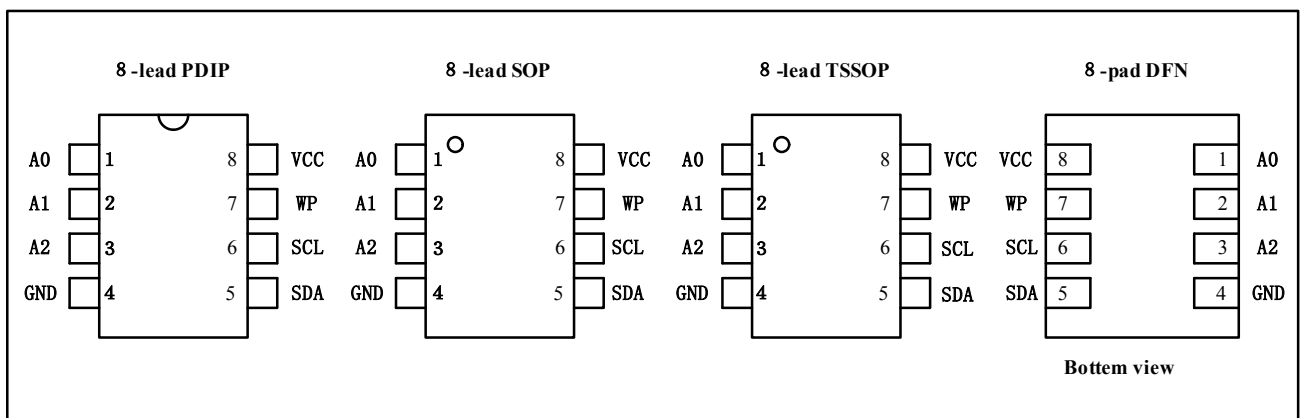 8-lead PDIP 8-lead SOP 8-lead TSSOP 8-pad DFN
A0 1 8 VCC A0 1 8 VCC A0 1 8 VCC VCC 8 1 A0
A1 2 7 WP A1 2 7 WP A1 2 7 WP WP 7 2 A1
A2 3 6 SCL A2 3 6 SCL A2 3 6 SCL SCL 6 3 A2
GND 4 5 SDA GND 4 5 SDA GND 4 5 SDA SDA 5 4 GND
Bottem view